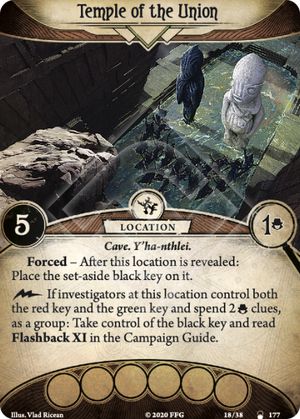 Temple of the Union
5
LOCATION
1
Cave. Y'ha-nthlei.
Forced – After this location is revealed:
Place the set-aside black key on it.
If investigators at this location control both
the red key and the green key and spend 2 clues,
as a group: Take control of the black key and read
Flashback XI in the Campaign Guide.
Illus. Vlad Ricean
© 2020 FFG
18/38
177